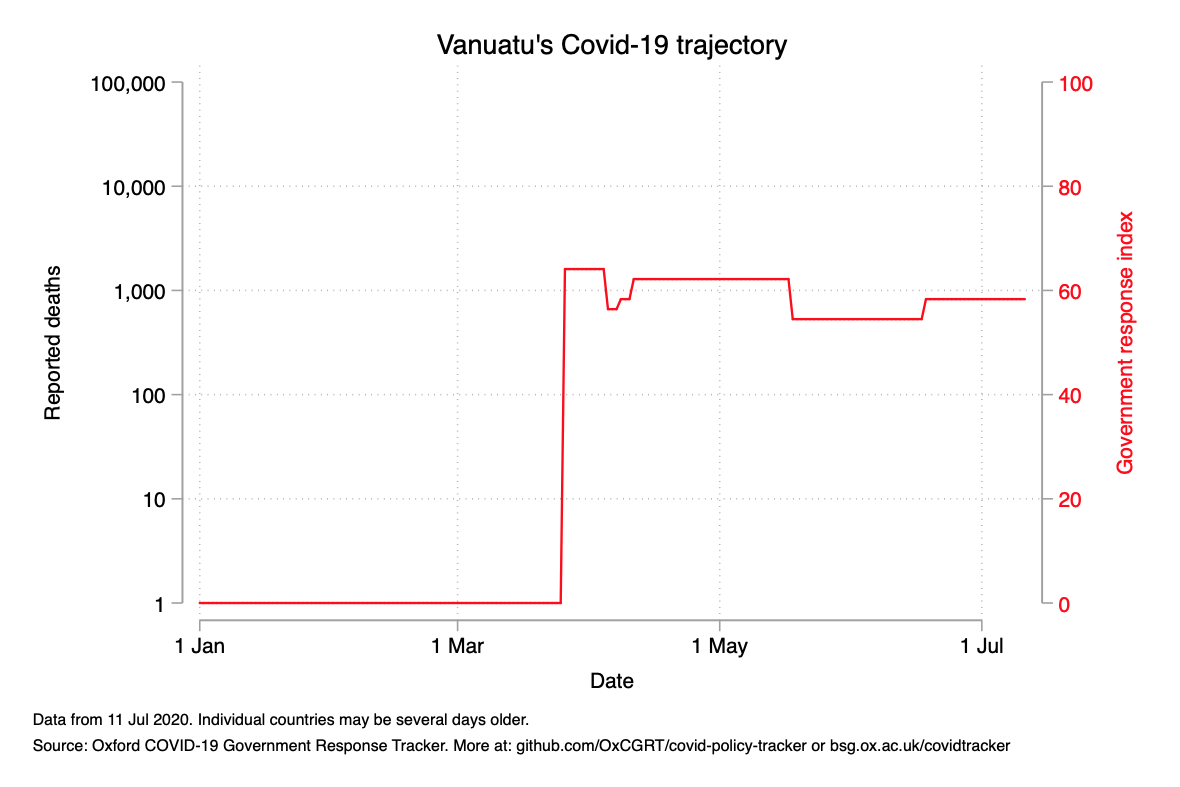 Vanuatu's Covid-19 trajectory
100,000
10,000
1,000
100
10
1
Reported deaths
100
80
60
40
20
0
Government response index
1 Jan
1 Mar
1 May
1 Jul
Date
Data from 11 Jul 2020. Individual countries may be several days older.
Source: Oxford COVID-19 Government Response Tracker. More at: github.com/OxCGRT/covid-policy-tracker or bsg.ox.ac.uk/covidtracker